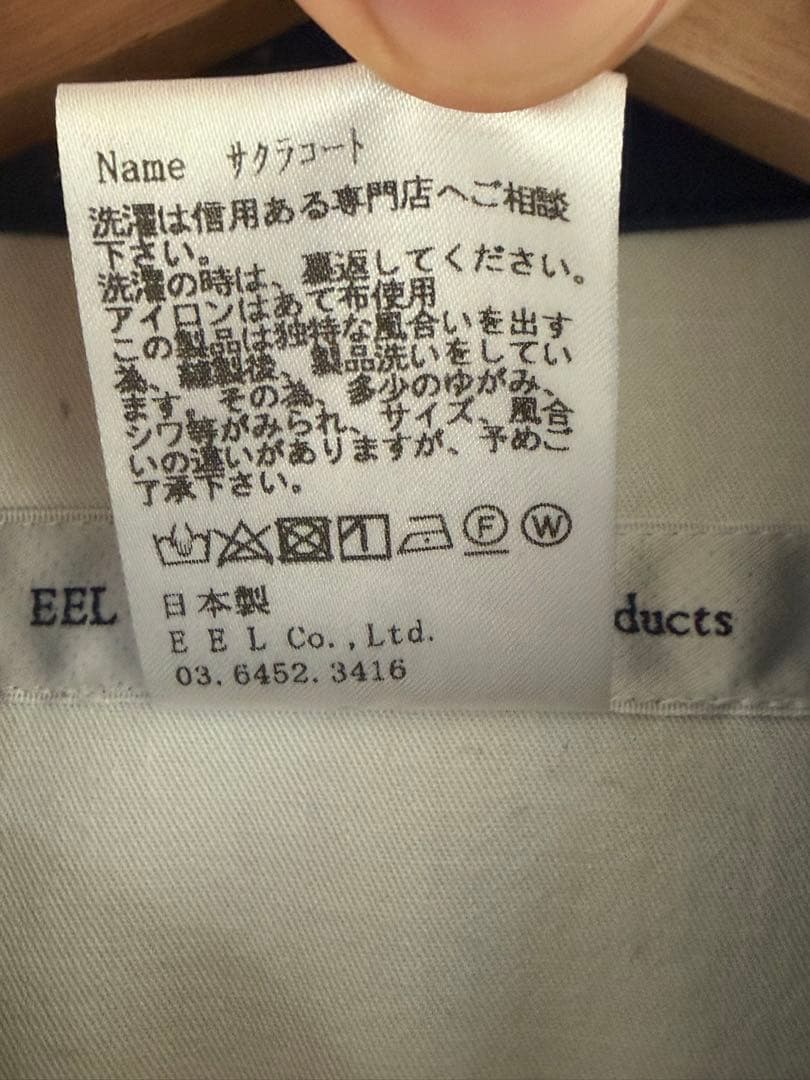 Name サクラコート
洗濯は信用ある専門店へご相談
下さい。
洗濯の時は、裏返してください。
アイロンはあて布使用
この製品は独特な風合いを出す
為、縫製後、製品洗いをしてい
ます。その為、多少のゆがみ、
シワ等がみられ、サイズ、風合
いの違いがありますが、予めご
了承下さい。
F W
日本製
EEL Co.,Ltd.
03.6452.3416
EEL ducts